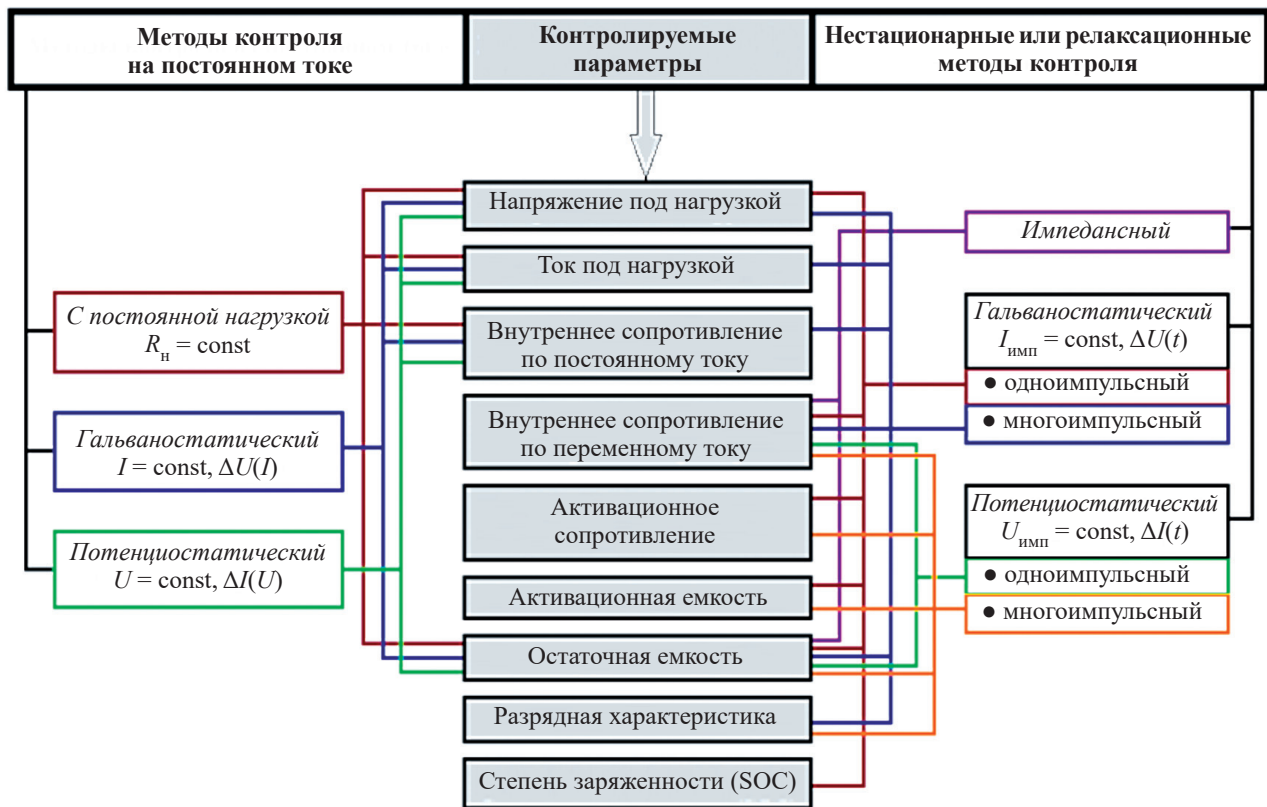 Методы контроля
на постоянном токе
Контролируемые
параметры
Нестационарные или релаксационные
методы контроля
С постоянной нагрузкой
Rн = const
Гальваностатический
I = const, ΔU(I)
Потенциостатический
U = const, ΔI(U)
Напряжение под нагрузкой
Ток под нагрузкой
Внутреннее сопротивление
по постоянному току
Внутреннее сопротивление
по переменному току
Активационное
сопротивление
Активационная емкость
Остаточная емкость
Разрядная характеристика
Степень заряженности (SOC)
Импедансный
Гальваностатический
Iимп = const, ΔU(t)
● одноимпульсный
● многоимпульсный
Потенциостатический
Uимп = const, ΔI(t)
● одноимпульсный
● многоимпульсный